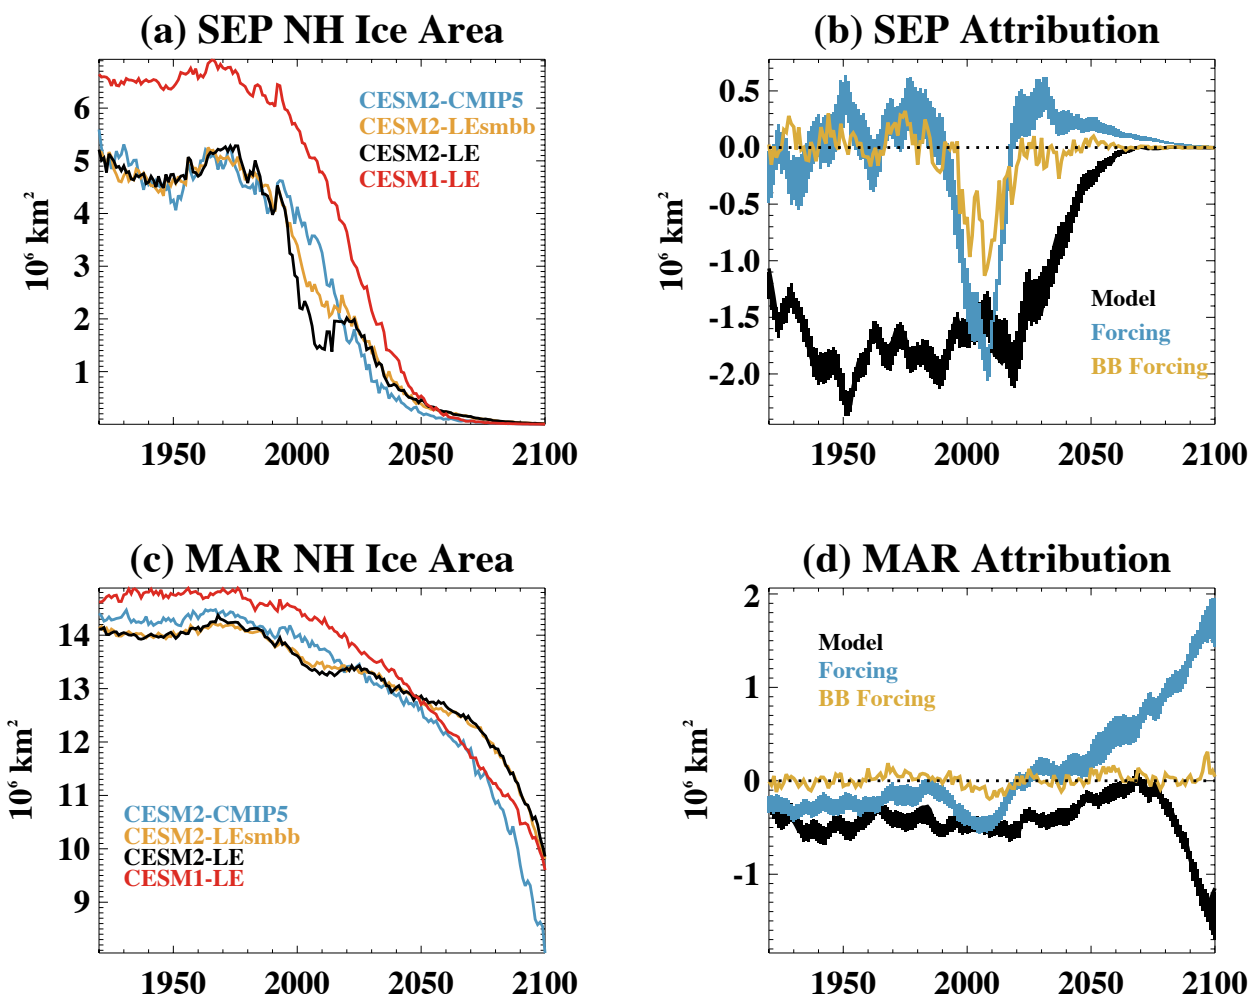 (a) SEP NH Ice Area
10⁶ km²
6
5
4
3
2
1
CESM2-CMIP5
CESM2-LEsmbb
CESM2-LE
CESM1-LE
1950 2000 2050 2100
(b) SEP Attribution
10⁶ km²
0.5
0.0
-0.5
-1.0
-1.5
-2.0
Model
Forcing
BB Forcing
1950 2000 2050 2100
(c) MAR NH Ice Area
10⁶ km²
14
13
12
11
10
9
CESM2-CMIP5
CESM2-LEsmbb
CESM2-LE
CESM1-LE
1950 2000 2050 2100
(d) MAR Attribution
10⁶ km²
2
1
0
-1
Model
Forcing
BB Forcing
1950 2000 2050 2100